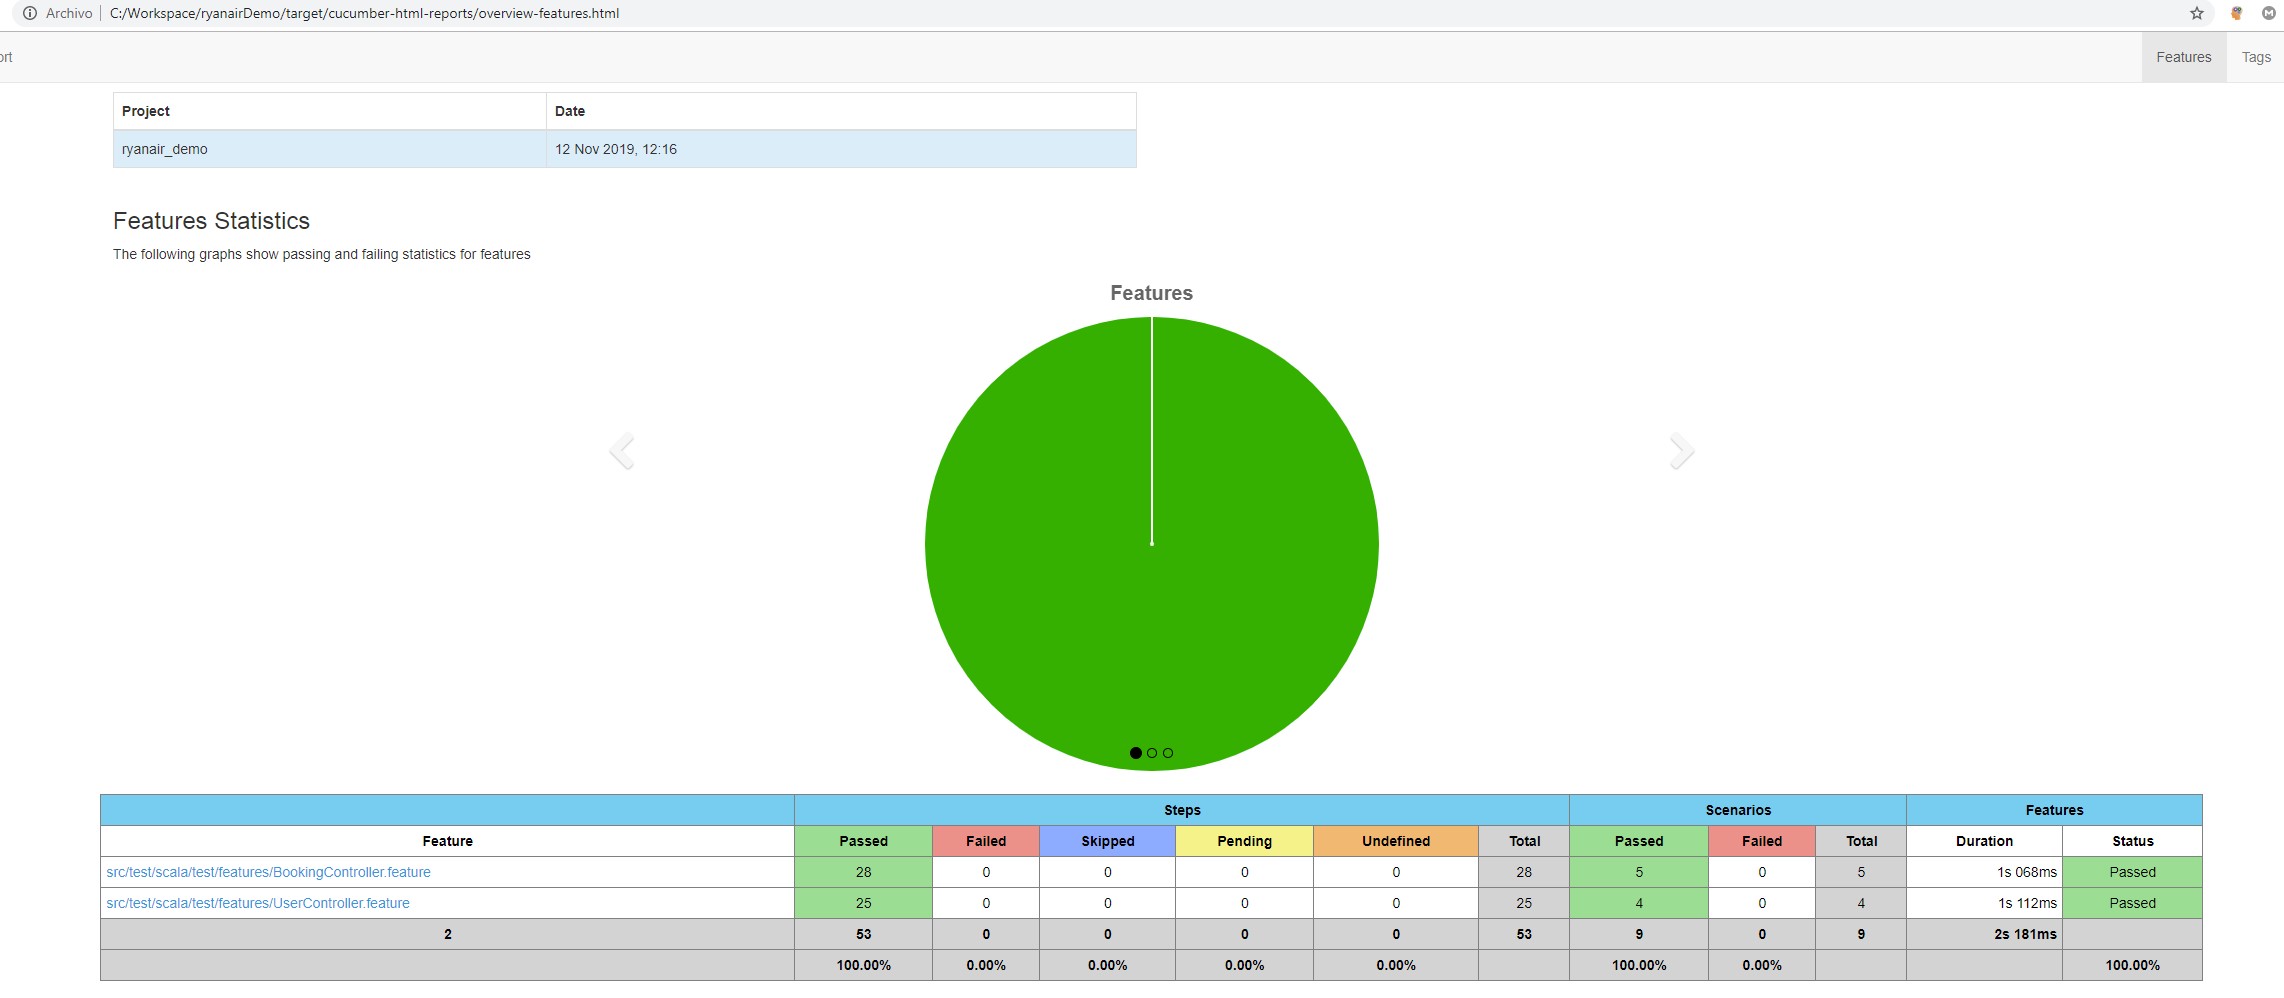 Archivo | C:/Workspace/ryanairDemo/target/cucumber-html-reports/overview-features.html
ort Features Tags
Project Date
ryanair_demo 12 Nov 2019, 12:16
Features Statistics
The following graphs show passing and failing statistics for features
Features
Steps Scenarios Features
Feature Passed Failed Skipped Pending Undefined Total Passed Failed Total Duration Status
src/test/scala/test/features/BookingController.feature 28 0 0 0 0 28 5 0 5 1s 068ms Passed
src/test/scala/test/features/UserController.feature 25 0 0 0 0 25 4 0 4 1s 112ms Passed
2 53 0 0 0 0 53 9 0 9 2s 181ms
100.00% 0.00% 0.00% 0.00% 0.00% 100.00% 0.00% 100.00%